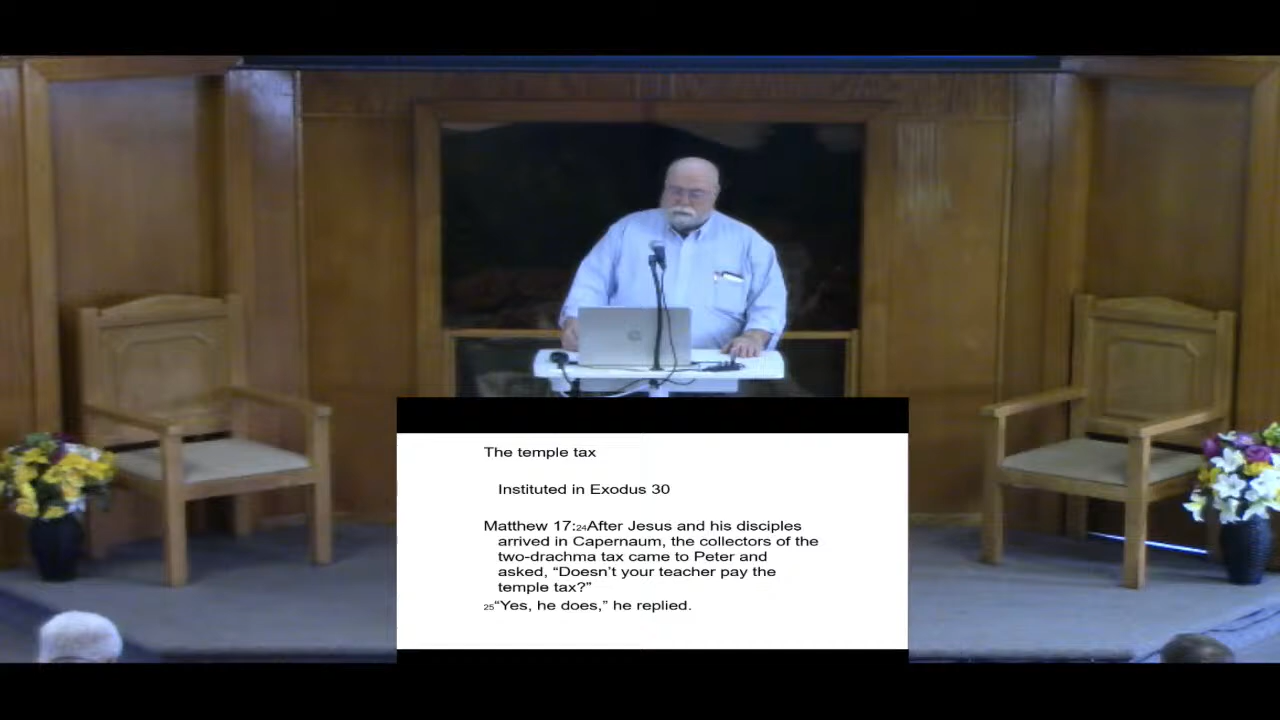 The temple tax
Instituted in Exodus 30
Matthew 17:24After Jesus and his disciples
arrived in Capernaum, the collectors of the
two-drachma tax came to Peter and
asked, “Doesn’t your teacher pay the
temple tax?”
25“Yes, he does,” he replied.